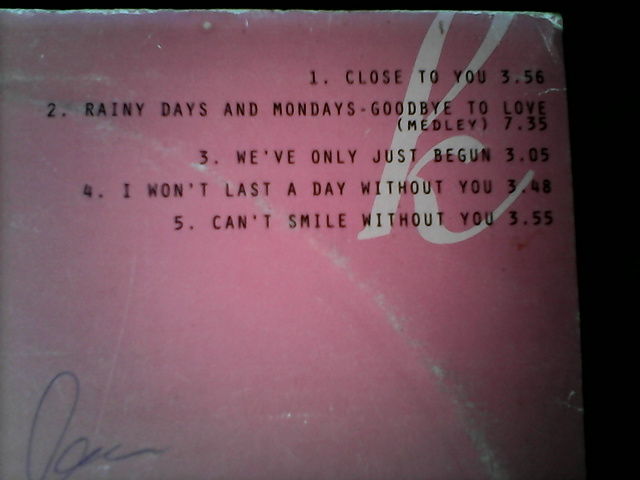 1. CLOSE TO YOU 3.56
2. RAINY DAYS AND MONDAYS-GOODBYE TO LOVE
(MEDLEY) 7.35
3. WE'VE ONLY JUST BEGUN 3.05
4. I WON'T LAST A DAY WITHOUT YOU 3.48
5. CAN'T SMILE WITHOUT YOU 3.55
k